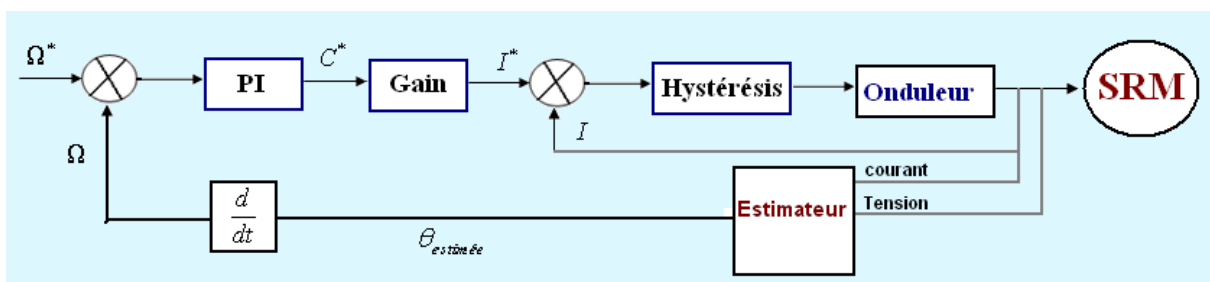 Ω*
PI
C*
Gain
I*
Hystérésis
Onduleur
SRM
Ω
I
courant
Estimateur
Tension
d
dt
θestimée